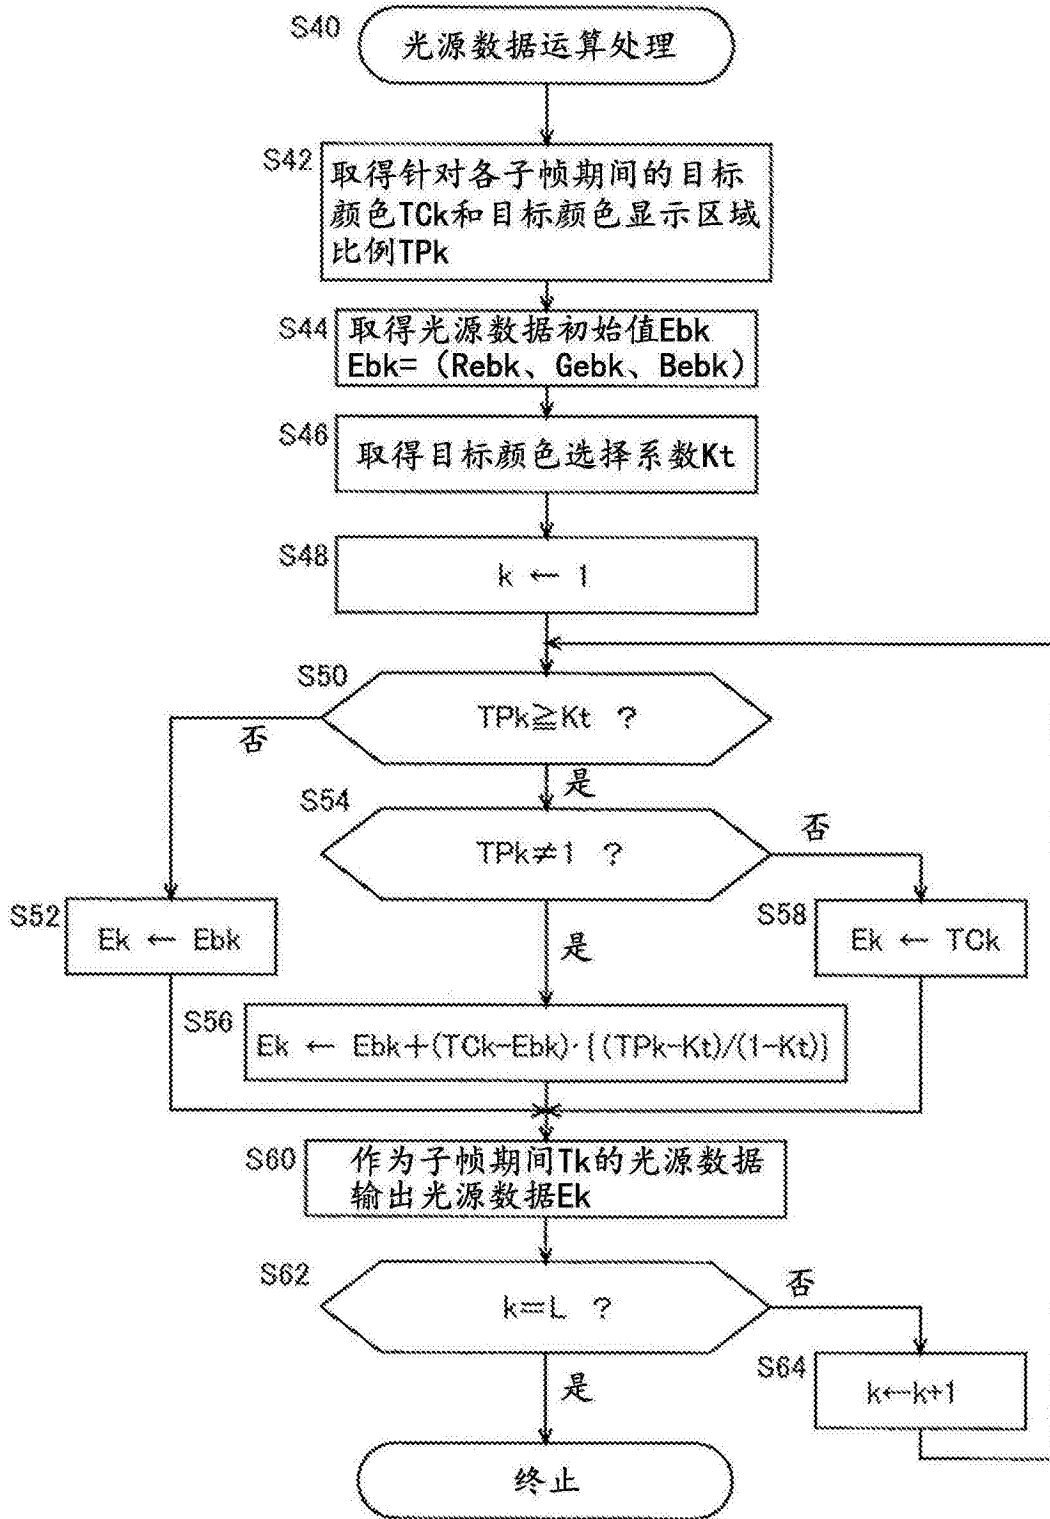 S40
光源数据运算处理
S42
取得针对各子帧期间的目标
颜色TCk和目标颜色显示区域
比例TPk
S44
取得光源数据初始值Ebk
Ebk=（Rebk、Gebk、Bebk）
S46
取得目标颜色选择系数Kt
S48
k ← 1
S50
TPk≧Kt ?
否
是
S54
TPk≠1 ?
否
是
S52
Ek ← Ebk
S58
Ek ← TCk
S56
Ek ← Ebk+(TCk-Ebk)·{(TPk-Kt)/(1-Kt)}
S60
作为子帧期间Tk的光源数据
输出光源数据Ek
S62
k=L ?
否
是
S64
k←k+1
终止